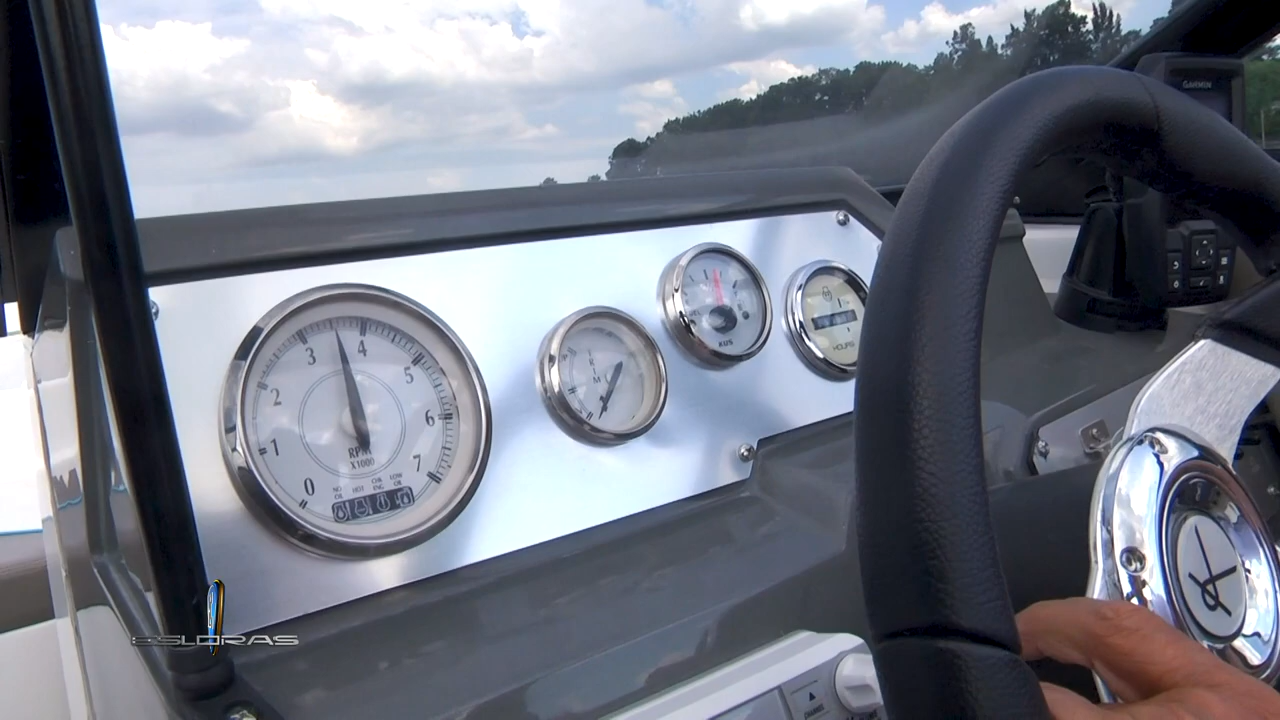 GARMIN
0
1
2
3
4
5
6
7
RPM
X1000
NO OIL
HOT
CHK ENG
LOW OIL
TRIM
KUS
HOURS
ESLORAS